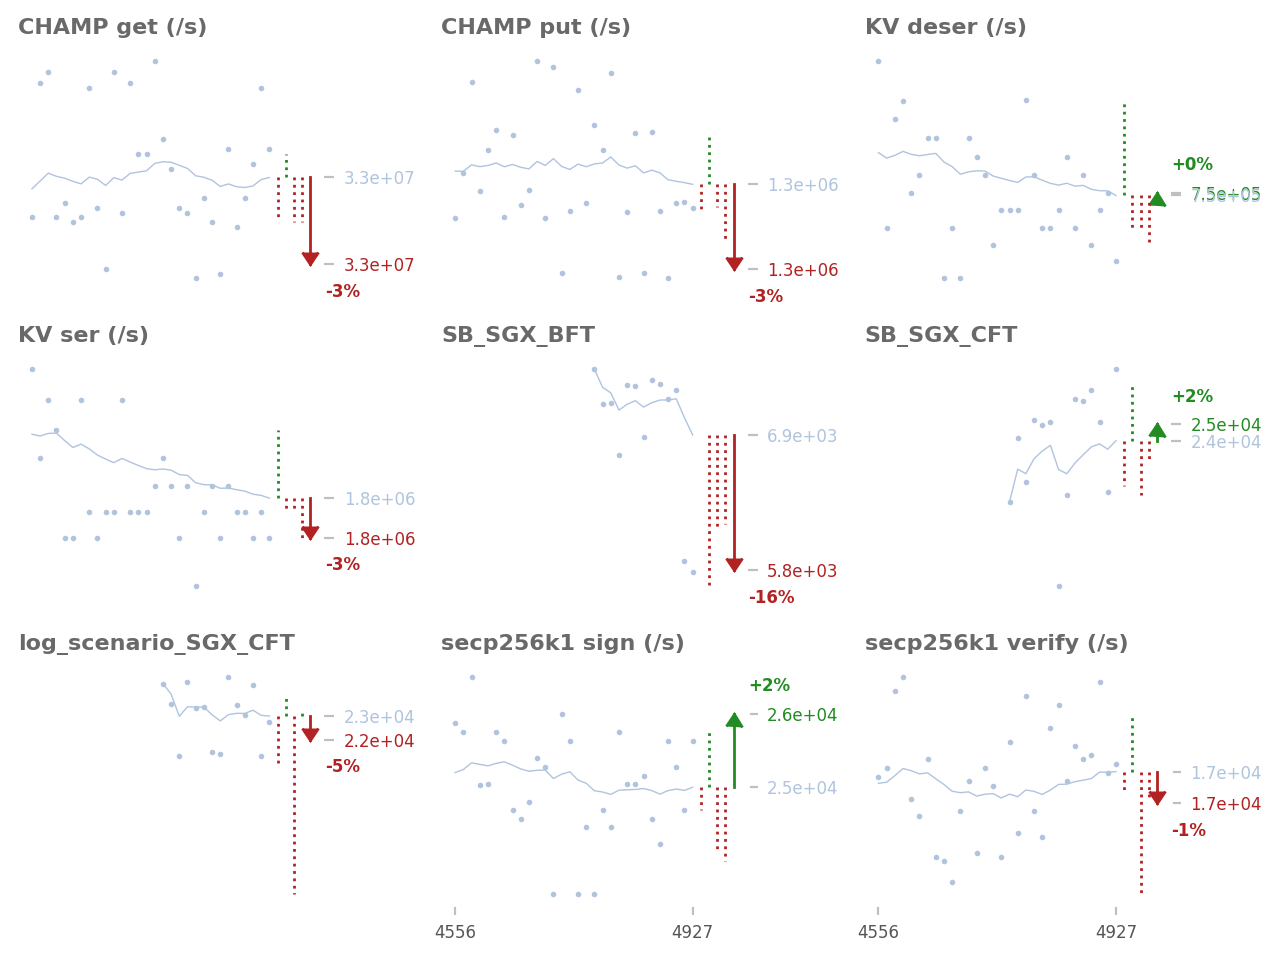 CHAMP get (/s)
3.3e+07
3.3e+07
-3%
CHAMP put (/s)
1.3e+06
1.3e+06
-3%
KV deser (/s)
+0%
7.5e+05
KV ser (/s)
1.8e+06
1.8e+06
-3%
SB_SGX_BFT
6.9e+03
5.8e+03
-16%
SB_SGX_CFT
+2%
2.5e+04
2.4e+04
log_scenario_SGX_CFT
2.3e+04
2.2e+04
-5%
secp256k1 sign (/s)
+2%
2.6e+04
2.5e+04
4556
4927
secp256k1 verify (/s)
1.7e+04
1.7e+04
-1%
4556
4927